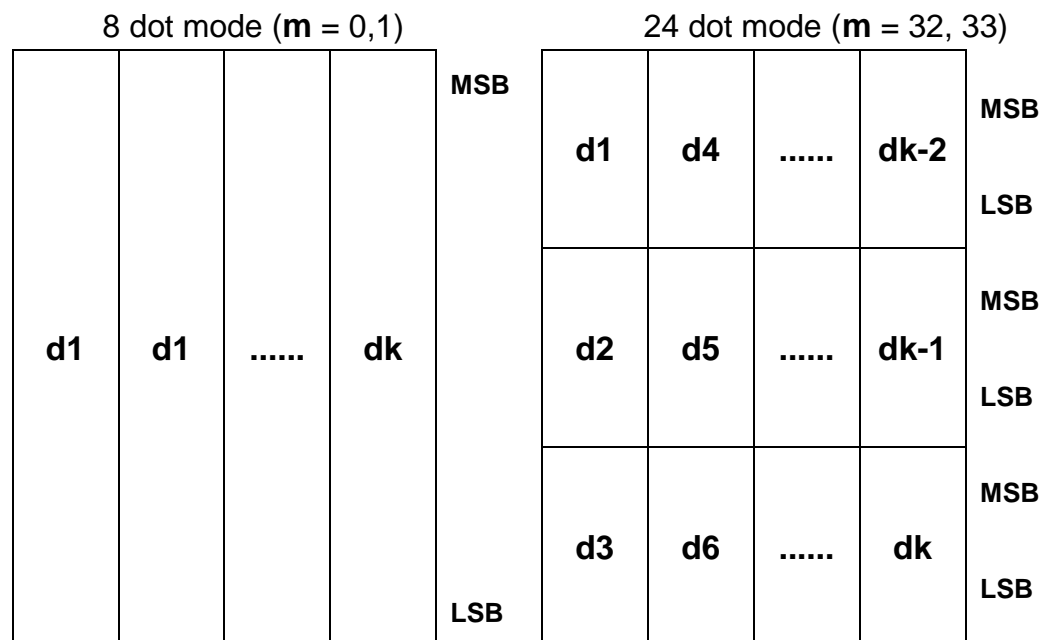 8 dot mode (m = 0,1)
MSB
d1 d1 ...... dk
LSB
24 dot mode (m = 32, 33)
d1 d4 ...... dk-2
MSB
LSB
d2 d5 ...... dk-1
MSB
LSB
d3 d6 ...... dk
MSB
LSB